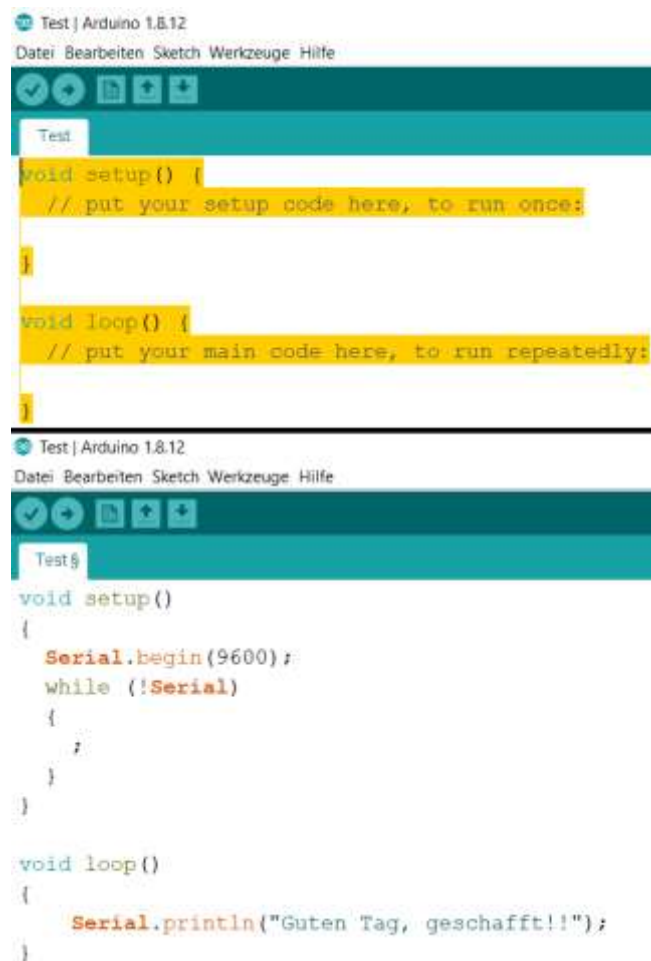 Test | Arduino 1.8.12
Datei Bearbeiten Sketch Werkzeuge Hilfe
Test
void setup() {
  // put your setup code here, to run once:
}
void loop() {
  // put your main code here, to run repeatedly:
}
Test | Arduino 1.8.12
Datei Bearbeiten Sketch Werkzeuge Hilfe
Test §
void setup()
{
  Serial.begin(9600);
  while (!Serial)
  {
    ;
  }
}
void loop()
{
    Serial.println("Guten Tag, geschafft!!");
}